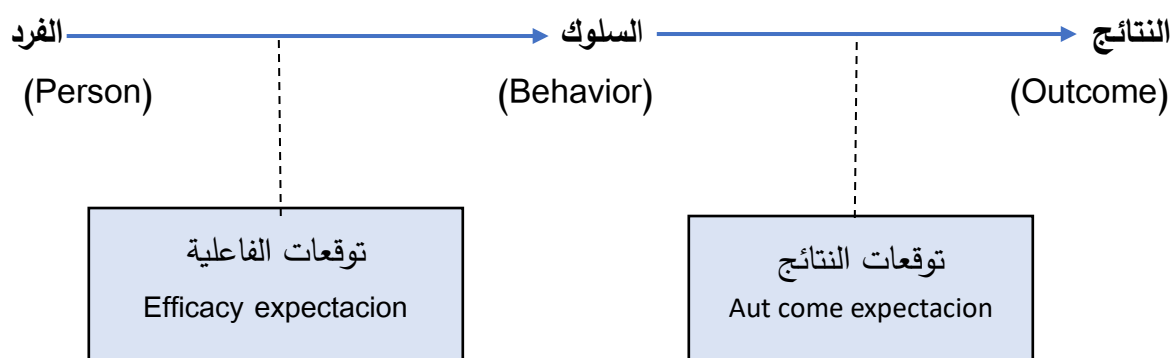 الفرد
السلوك
النتائج
(Person)
(Behavior)
(Outcome)
توقعات الفاعلية
Efficacy expectacion
توقعات النتائج
Aut come expectacion